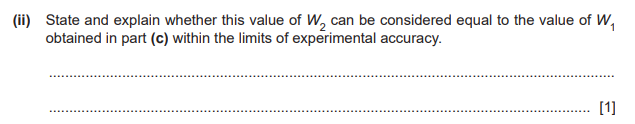 (ii) State and explain whether this value of W₂ can be considered equal to the value of W₁
obtained in part (c) within the limits of experimental accuracy.
[1]